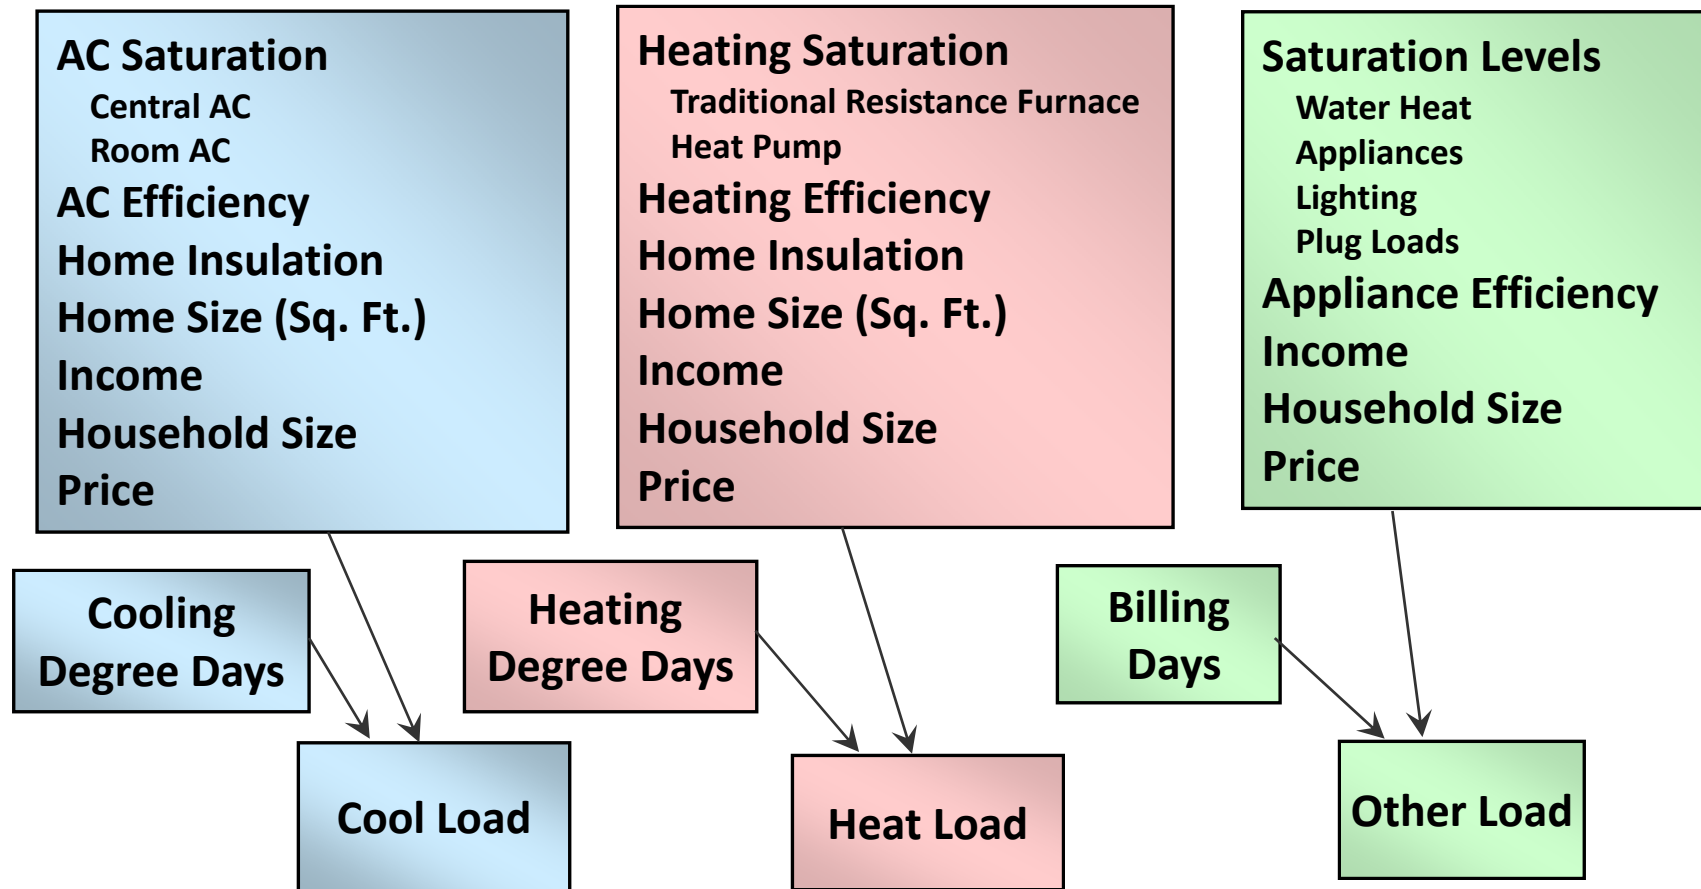 AC Saturation
Central AC
Room AC
AC Efficiency
Home Insulation
Home Size (Sq. Ft.)
Income
Household Size
Price
Heating Saturation
Traditional Resistance Furnace
Heat Pump
Heating Efficiency
Home Insulation
Home Size (Sq. Ft.)
Income
Household Size
Price
Saturation Levels
Water Heat
Appliances
Lighting
Plug Loads
Appliance Efficiency
Income
Household Size
Price
Cooling
Degree Days
Heating
Degree Days
Billing
Days
Cool Load
Heat Load
Other Load